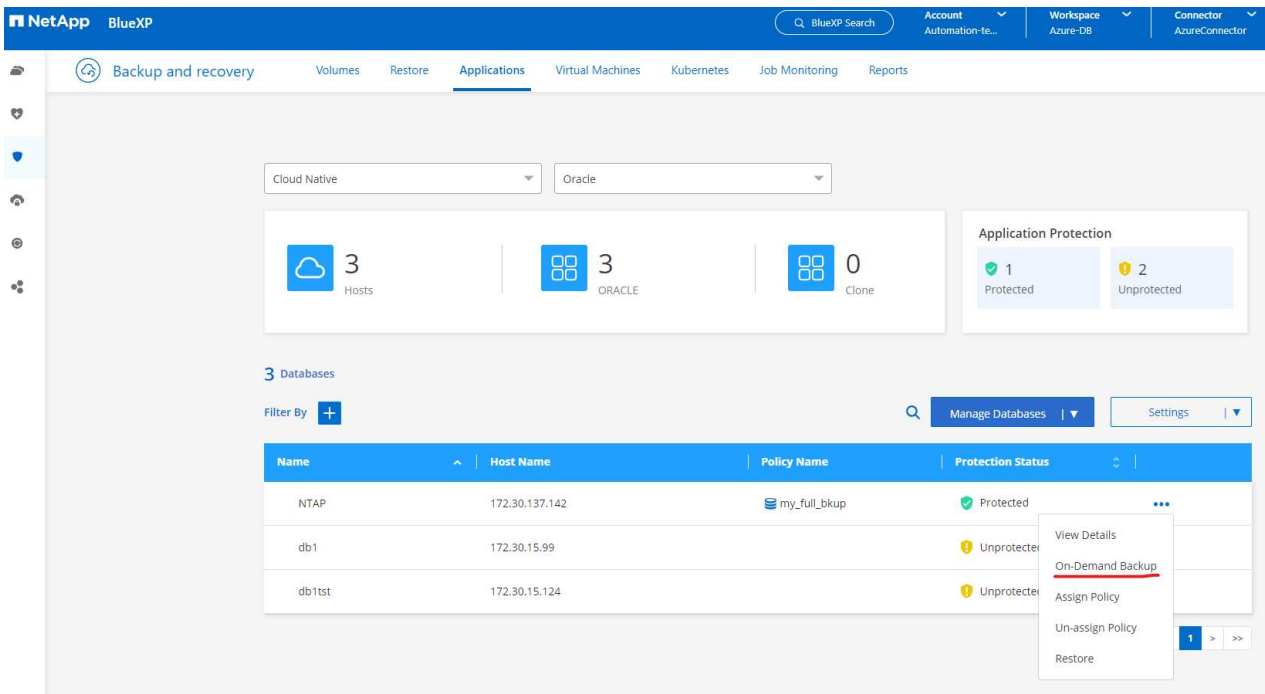 NetApp BlueXP
BlueXP Search
Account
Automation-te...
Workspace
Azure-DB
Connector
AzureConnector
Backup and recovery
Volumes
Restore
Applications
Virtual Machines
Kubernetes
Job Monitoring
Reports
Cloud Native
Oracle
3
Hosts
3
ORACLE
0
Clone
Application Protection
1
Protected
2
Unprotected
3 Databases
Filter By +
Manage Databases
Settings
Name Host Name Policy Name Protection Status
NTAP 172.30.137.142 my_full_bkup Protected •••
db1 172.30.15.99 Unprotected
db1tst 172.30.15.124 Unprotected
View Details
On-Demand Backup
Assign Policy
Un-assign Policy
Restore
1 > >>